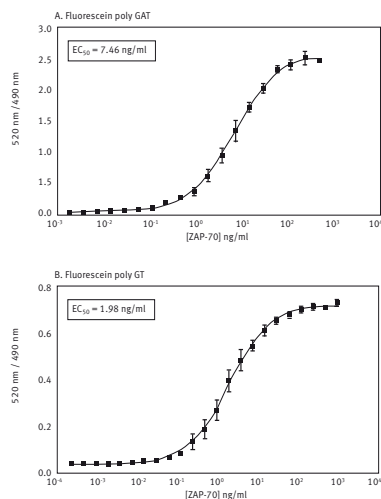 A. Fluorescein poly GAT
3.0
EC₅₀ = 7.46 ng/ml
2.5
2.0
1.5
1.0
1.5
0.0
520 nm /490 nm
10⁻³ 10⁻² 10⁻¹ 10⁰ 10¹ 10² 10³ 10⁴
[ZAP-70] ng/ml
B. Fluorescein poly GT
0.8
EC₅₀ = 1.98 ng/ml
0.6
0.4
0.2
0.0
520 nm / 490 nm
10⁻⁴ 10⁻³ 10⁻² 10⁻¹ 10⁰ 10¹ 10² 10³ 10⁴
[ZAP-70] ng/ml